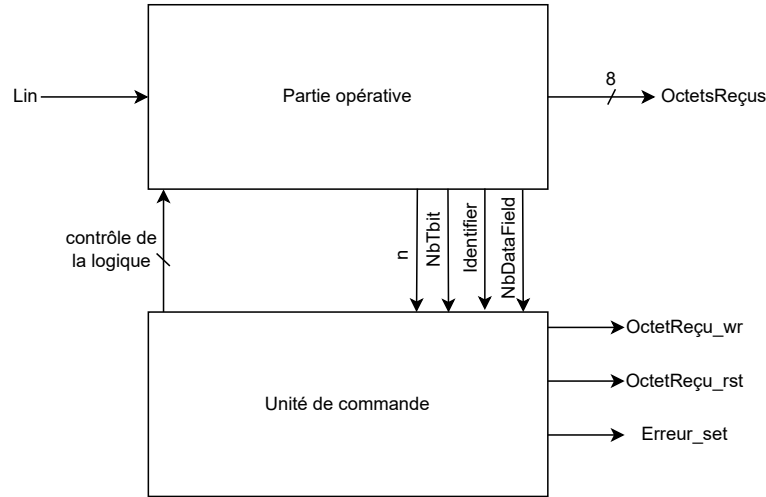 Partie opérative
Lin
8
OctetsReçus
contrôle de
la logique
n
NbTbit
Identifier
NbDataField
Unité de commande
OctetReçu_wr
OctetReçu_rst
Erreur_set